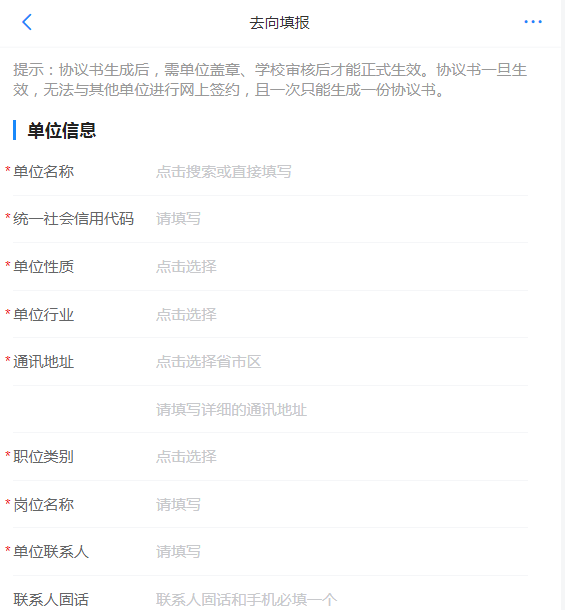 去向填报
提示：协议书生成后，需单位盖章、学校审核后才能正式生效。协议书一旦生
效，无法与其他单位进行网上签约，且一次只能生成一份协议书。
单位信息
* 单位名称 点击搜索或直接填写
* 统一社会信用代码 请填写
* 单位性质 点击选择
* 单位行业 点击选择
* 通讯地址 点击选择省市区
请填写详细的通讯地址
* 职位类别 点击选择
* 岗位名称 请填写
* 单位联系人 请填写
联系人固话 联系人固话和手机必填一个